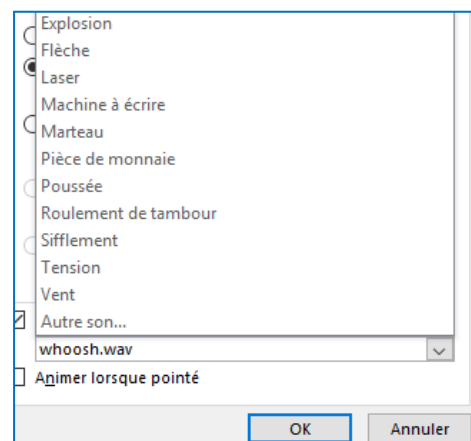 Explosion
Flèche
Laser
Machine à écrire
Marteau
Pièce de monnaie
Poussée
Roulement de tambour
Sifflement
Tension
Vent
Autre son...
whoosh.wav
Animer lorsque pointé
OK Annuler